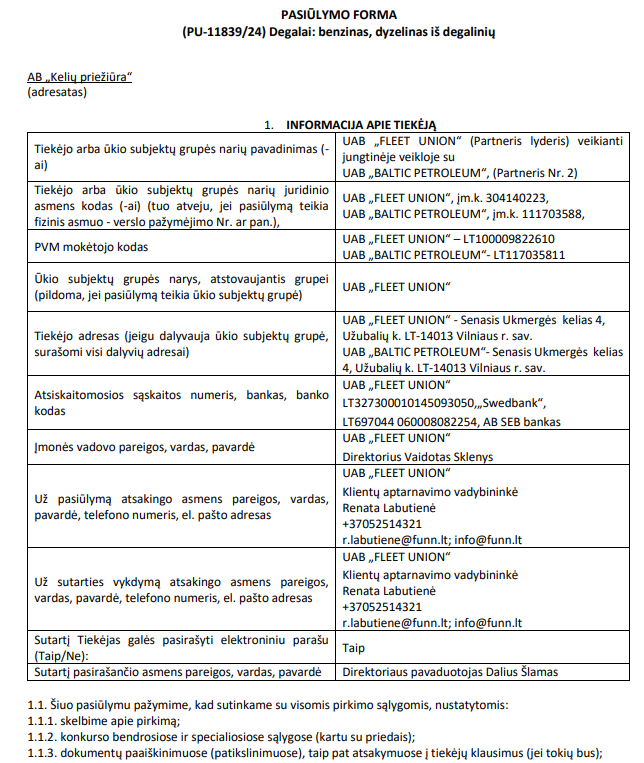 PASIŪLYMO FORMA
(PU-11839/24) Degalai: benzinas, dyzelinas iš degalinių
AB „Kelių priežiūra“
(adresatas)
1. INFORMACIJA APIE TIEKĖJĄ
Tiekėjo arba ūkio subjektų grupės narių pavadinimas (-
ai)
UAB „FLEET UNION“ (Partneris lyderis) veikianti
jungtinėje veikloje su
UAB „BALTIC PETROLEUM“, (Partneris Nr. 2)
Tiekėjo arba ūkio subjektų grupės narių juridinio
asmens kodas (-ai) (tuo atveju, jei pasiūlymą teikia
fizinis asmuo - verslo pažymėjimo Nr. ar pan.),
UAB „FLEET UNION“, įm.k. 304140223,
UAB „BALTIC PETROLEUM“, įm.k. 111703588,
PVM mokėtojo kodas
UAB „FLEET UNION“ – LT100009822610
UAB „BALTIC PETROLEUM“- LT117035811
Ūkio subjektų grupės narys, atstovaujantis grupei
(pildoma, jei pasiūlymą teikia ūkio subjektų grupė)
UAB „FLEET UNION“
Tiekėjo adresas (jeigu dalyvauja ūkio subjektų grupė,
surašomi visi dalyvių adresai)
UAB „FLEET UNION“ - Senasis Ukmergės kelias 4,
Užubalių k. LT-14013 Vilniaus r. sav.
UAB „BALTIC PETROLEUM“- Senasis Ukmergės kelias
4, Užubalių k. LT-14013 Vilniaus r. sav.
Atsiskaitomosios sąskaitos numeris, bankas, banko
kodas
UAB „FLEET UNION“
LT327300010145093050,„Swedbank“,
LT697044 060008082254, AB SEB bankas
Įmonės vadovo pareigos, vardas, pavardė
UAB „FLEET UNION“
Direktorius Vaidotas Sklenys
Už pasiūlymą atsakingo asmens pareigos, vardas,
pavardė, telefono numeris, el. pašto adresas
UAB „FLEET UNION“
Klientų aptarnavimo vadybininkė
Renata Labutienė
+37052514321
r.labutiene@funn.lt; info@funn.lt
Už sutarties vykdymą atsakingo asmens pareigos,
vardas, pavardė, telefono numeris, el. pašto adresas
UAB „FLEET UNION“
Klientų aptarnavimo vadybininkė
Renata Labutienė
+37052514321
r.labutiene@funn.lt; info@funn.lt
Sutartį Tiekėjas galės pasirašyti elektroniniu parašu
(Taip/Ne):
Taip
Sutartį pasirašančio asmens pareigos, vardas, pavardė
Direktoriaus pavaduotojas Dalius Šlamas
1.1. Šiuo pasiūlymu pažymime, kad sutinkame su visomis pirkimo sąlygomis, nustatytomis:
1.1.1. skelbime apie pirkimą;
1.1.2. konkurso bendrosiose ir specialiosiose sąlygose (kartu su priedais);
1.1.3. dokumentų paaiškinimuose (patikslinimuose), taip pat atsakymuose į tiekėjų klausimus (jei tokių bus);